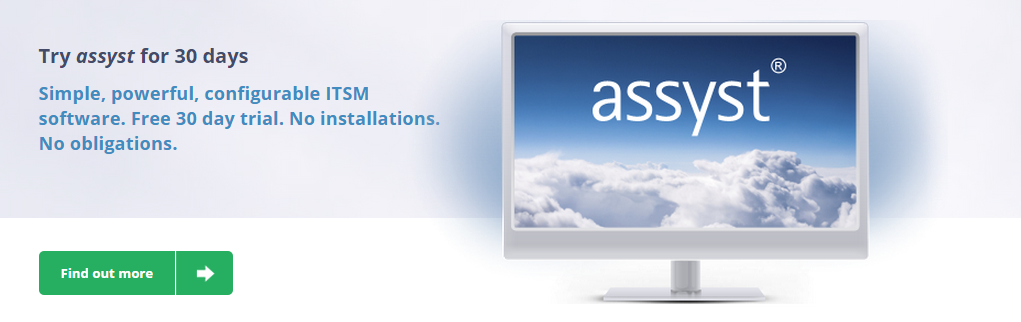 Try assyst for 30 days
Simple, powerful, configurable ITSM
software. Free 30 day trial. No installations.
No obligations.
Find out more
assyst®